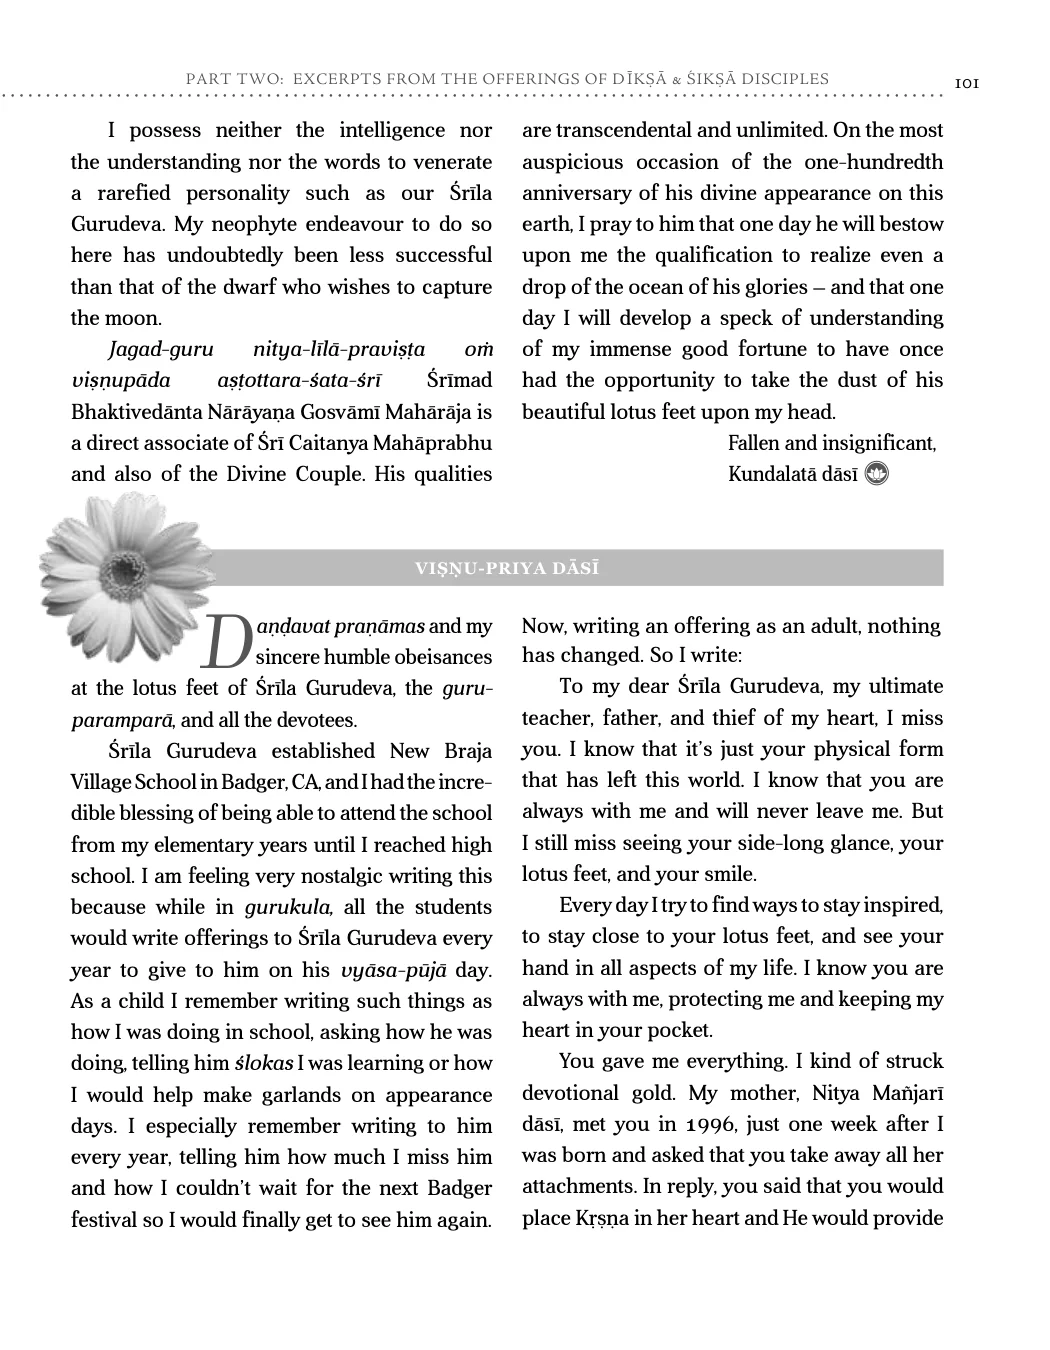 PART TWO: EXCERPTS FROM THE OFFERINGS OF DĪKṢĀ & ŚIKṢĀ DISCIPLES
101
I possess neither the intelligence nor
the understanding nor the words to venerate
a rarefied personality such as our Śrīla
Gurudeva. My neophyte endeavour to do so
here has undoubtedly been less successful
than that of the dwarf who wishes to capture
the moon.
Jagad-guru nitya-līlā-praviṣṭa oṁ
viṣṇupāda aṣṭottara-śata-śrī Śrīmad
Bhaktivedānta Nārāyaṇa Gosvāmī Mahārāja is
a direct associate of Śrī Caitanya Mahāprabhu
and also of the Divine Couple. His qualities
are transcendental and unlimited. On the most
auspicious occasion of the one-hundredth
anniversary of his divine appearance on this
earth, I pray to him that one day he will bestow
upon me the qualification to realize even a
drop of the ocean of his glories – and that one
day I will develop a speck of understanding
of my immense good fortune to have once
had the opportunity to take the dust of his
beautiful lotus feet upon my head.
Fallen and insignificant,
Kundalatā dāsī
VIṢṆU-PRIYA DĀSĪ
Daṇḍavat praṇāmas and my
sincere humble obeisances
at the lotus feet of Śrīla Gurudeva, the guru-
paramparā, and all the devotees.
Śrīla Gurudeva established New Braja
Village School in Badger, CA, and I had the incre-
dible blessing of being able to attend the school
from my elementary years until I reached high
school. I am feeling very nostalgic writing this
because while in gurukula, all the students
would write offerings to Śrīla Gurudeva every
year to give to him on his vyāsa-pūjā day.
As a child I remember writing such things as
how I was doing in school, asking how he was
doing, telling him ślokas I was learning or how
I would help make garlands on appearance
days. I especially remember writing to him
every year, telling him how much I miss him
and how I couldn't wait for the next Badger
festival so I would finally get to see him again.
Now, writing an offering as an adult, nothing
has changed. So I write:
To my dear Śrīla Gurudeva, my ultimate
teacher, father, and thief of my heart, I miss
you. I know that it's just your physical form
that has left this world. I know that you are
always with me and will never leave me. But
I still miss seeing your side-long glance, your
lotus feet, and your smile.
Every day I try to find ways to stay inspired,
to stay close to your lotus feet, and see your
hand in all aspects of my life. I know you are
always with me, protecting me and keeping my
heart in your pocket.
You gave me everything. I kind of struck
devotional gold. My mother, Nitya Mañjarī
dāsī, met you in 1996, just one week after I
was born and asked that you take away all her
attachments. In reply, you said that you would
place Kṛṣṇa in her heart and He would provide